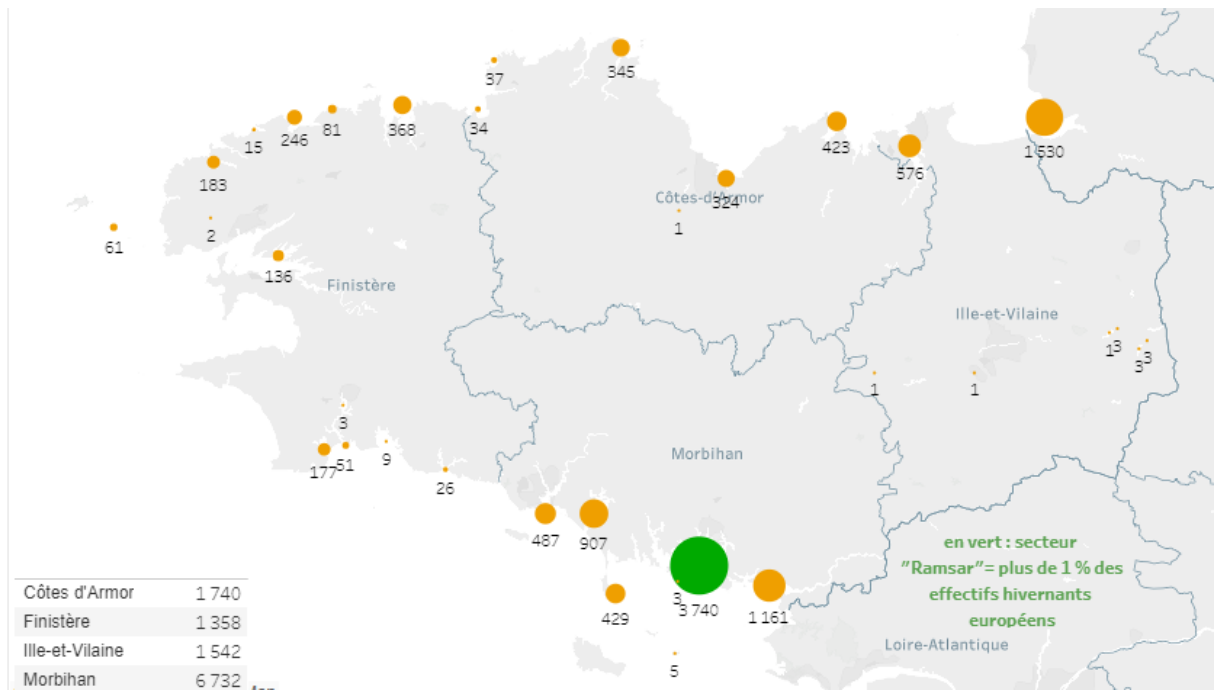 37
345
15
246
81
368
34
423
576
1 530
183
Côtes-d'Armor
324
2
1
61
136
Finistère
Ille-et-Vilaine
1
3
3
3
1
1
3
Morbihan
177
51
9
26
487
907
en vert : secteur
"Ramsar"= plus de 1 % des
effectifs hivernants
européens
3
3 740
429
1 161
Loire-Atlantique
5
Côtes d'Armor 1 740
Finistère 1 358
Ille-et-Vilaine 1 542
Morbihan 6 732